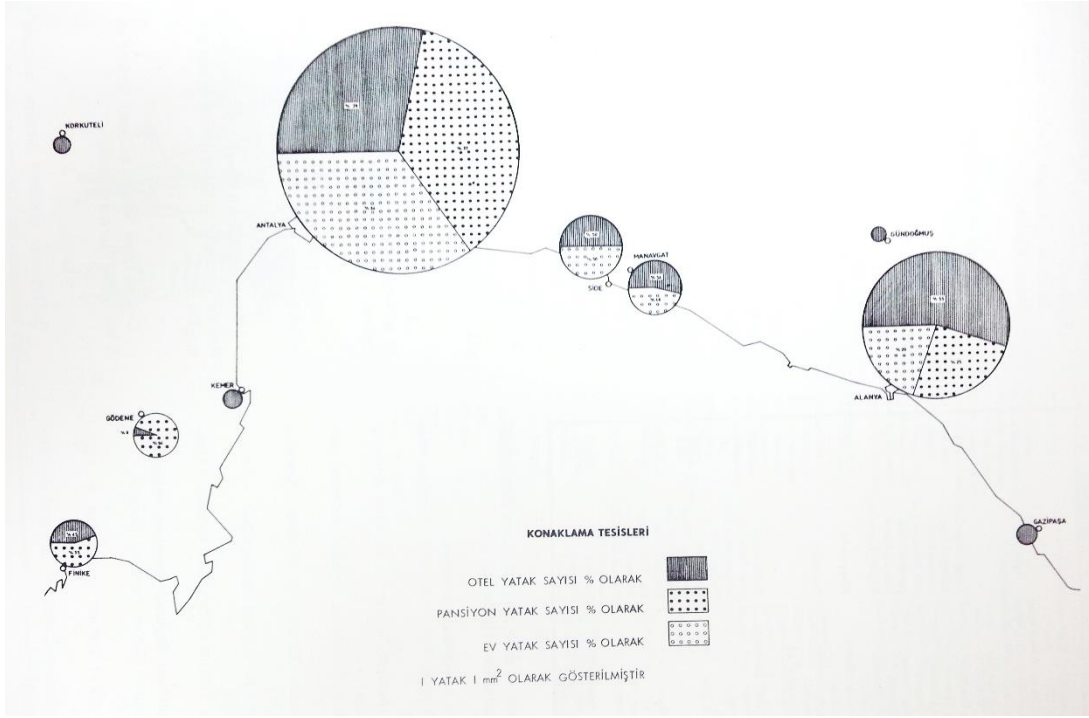 KORKUTELİ
ANTALYA
GÜNDOĞMUŞ
MANAVGAT
SİDE
% 50
KEMER
ALANYA
% 55
GÖDENE
GAZİPAŞA
FİNİKE
KONAKLAMA TESİSLERİ
OTEL YATAK SAYISI % OLARAK
PANSİYON YATAK SAYISI % OLARAK
EV YATAK SAYISI % OLARAK
1 YATAK 1 mm² OLARAK GÖSTERİLMİŞTİR